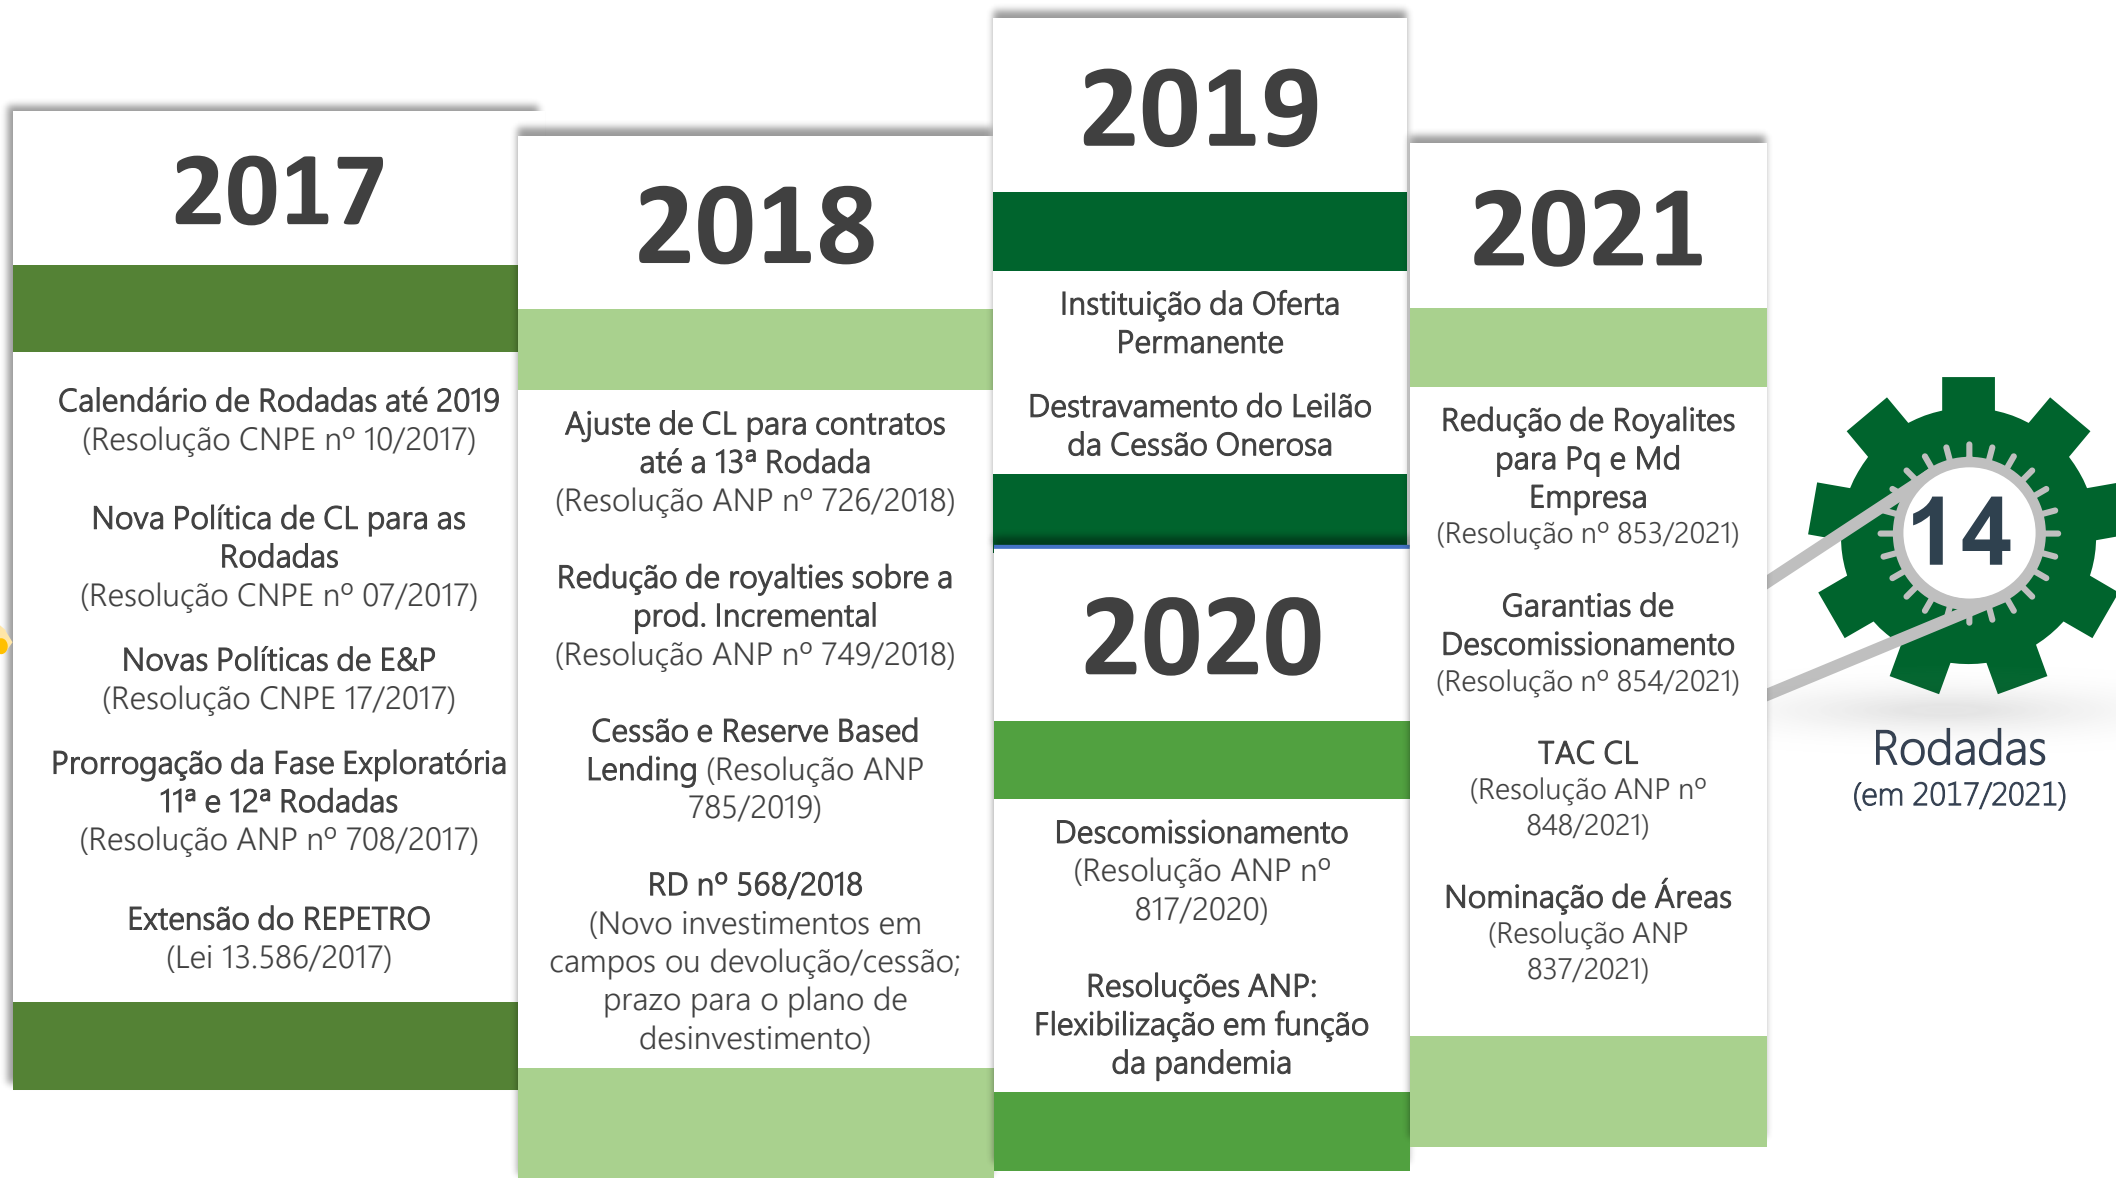 2017
Calendário de Rodadas até 2019
(Resolução CNPE nº 10/2017)
Nova Política de CL para as
Rodadas
(Resolução CNPE nº 07/2017)
Novas Políticas de E&P
(Resolução CNPE 17/2017)
Prorrogação da Fase Exploratória
11ª e 12ª Rodadas
(Resolução ANP nº 708/2017)
Extensão do REPETRO
(Lei 13.586/2017)
2018
Ajuste de CL para contratos
até a 13ª Rodada
(Resolução ANP nº 726/2018)
Redução de royalties sobre a
prod. Incremental
(Resolução ANP nº 749/2018)
Cessão e Reserve Based
Lending (Resolução ANP
785/2019)
RD nº 568/2018
(Novo investimentos em
campos ou devolução/cessão;
prazo para o plano de
desinvestimento)
2019
Instituição da Oferta
Permanente
Destravamento do Leilão
da Cessão Onerosa
2020
Descomissionamento
(Resolução ANP nº
817/2020)
Resoluções ANP:
Flexibilização em função
da pandemia
2021
Redução de Royalites
para Pq e Md
Empresa
(Resolução nº 853/2021)
Garantias de
Descomissionamento
(Resolução nº 854/2021)
TAC CL
(Resolução ANP nº
848/2021)
Nominação de Áreas
(Resolução ANP
837/2021)
14
Rodadas
(em 2017/2021)